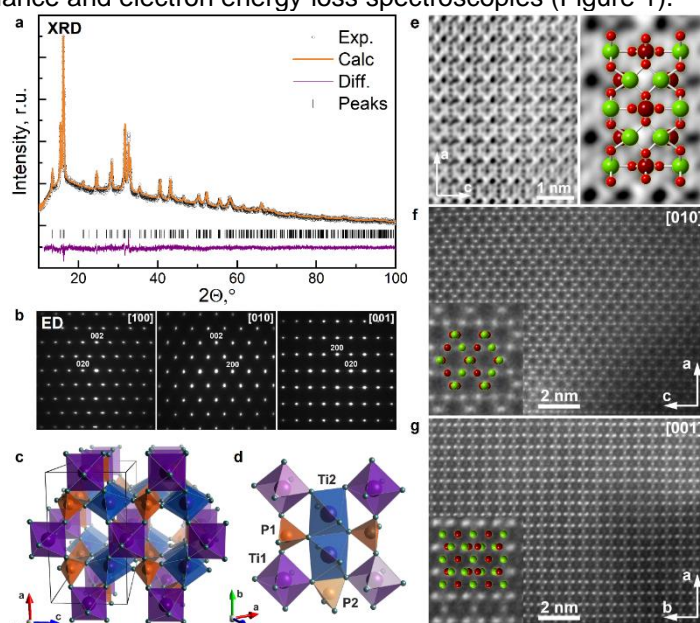 lance and electron energy loss spectroscopies (Figure 1).
a
XRD
Exp.
Calc
Diff.
Peaks
Intensity, r.u.
20 40 60 80 100
2Θ,°
b
ED
[100]
002
020
[010]
002
200
[001]
200
020
c
a
c
d
Ti2
P1
Ti1
P2
b
a
e
a
c
1 nm
f
[010]
2 nm
a
c
g
[001]
2 nm
a
b